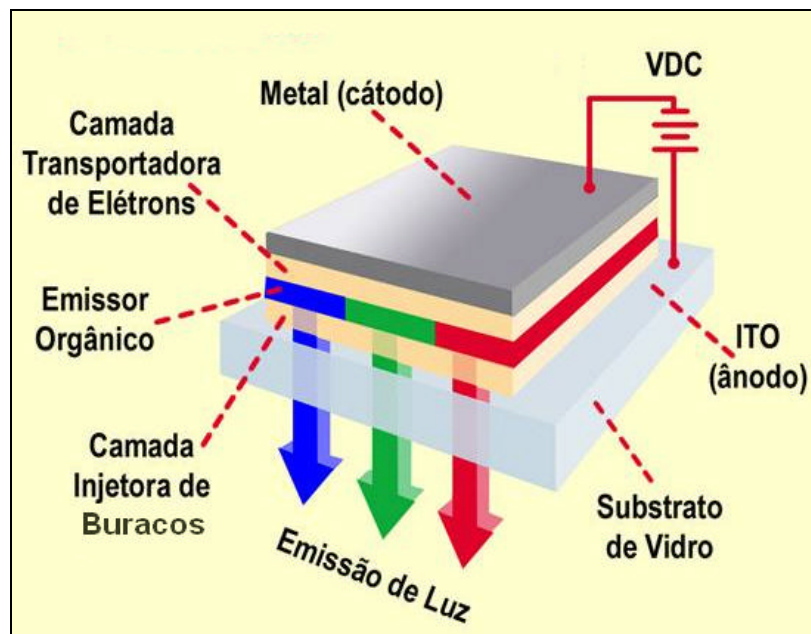 VDC
Metal (cátodo)
Camada
Transportadora
de Elétrons
Emissor
Orgânico
ITO
(ânodo)
Camada
Injetora de
Buracos
Substrato
de Vidro
Emissão de Luz